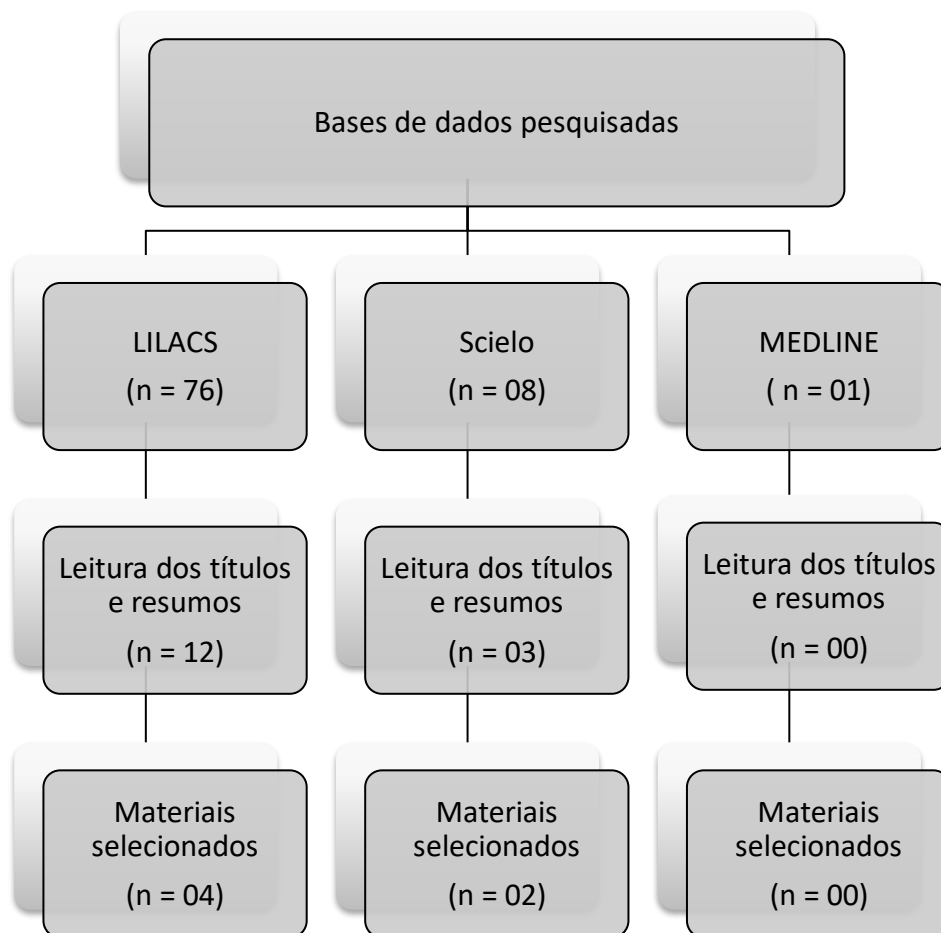 Bases de dados pesquisadas
LILACS
(n = 76)
Scielo
(n = 08)
MEDLINE
( n = 01)
Leitura dos títulos
e resumos
(n = 12)
Leitura dos títulos
e resumos
(n = 03)
Leitura dos títulos
e resumos
(n = 00)
Materiais
selecionados
(n = 04)
Materiais
selecionados
(n = 02)
Materiais
selecionados
(n = 00)